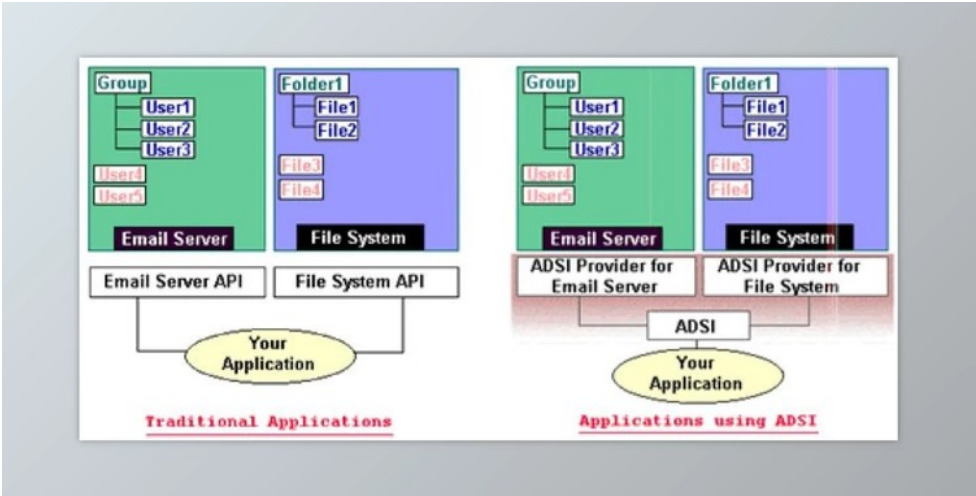 Group
User1
User2
User3
User4
User5
Email Server
Folder1
File1
File2
File3
File4
File System
Email Server API
File System API
Your
Application
Traditional Applications
Group
User1
User2
User3
User4
User5
Email Server
Folder1
File1
File2
File3
File4
File System
ADSI Provider for
Email Server
ADSI Provider for
File System
ADSI
Your
Application
Applications using ADSI